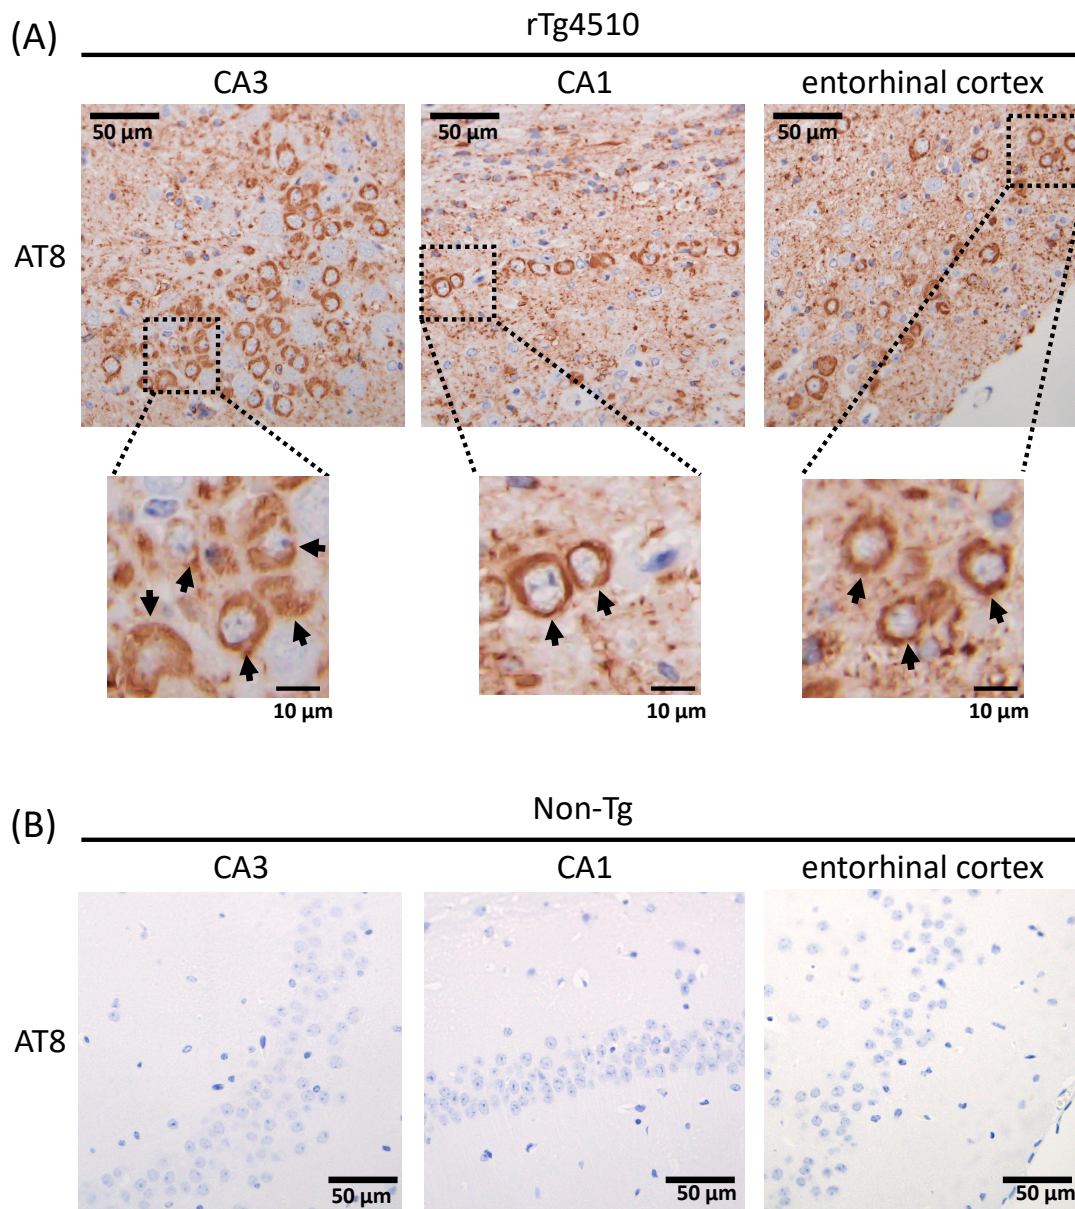 (A)
rTg4510
CA3 CA1 entorhinal cortex
50 µm 50 µm 50 µm
AT8
10 µm 10 µm 10 µm
(B)
Non-Tg
CA3 CA1 entorhinal cortex
AT8
50 µm 50 µm 50 µm